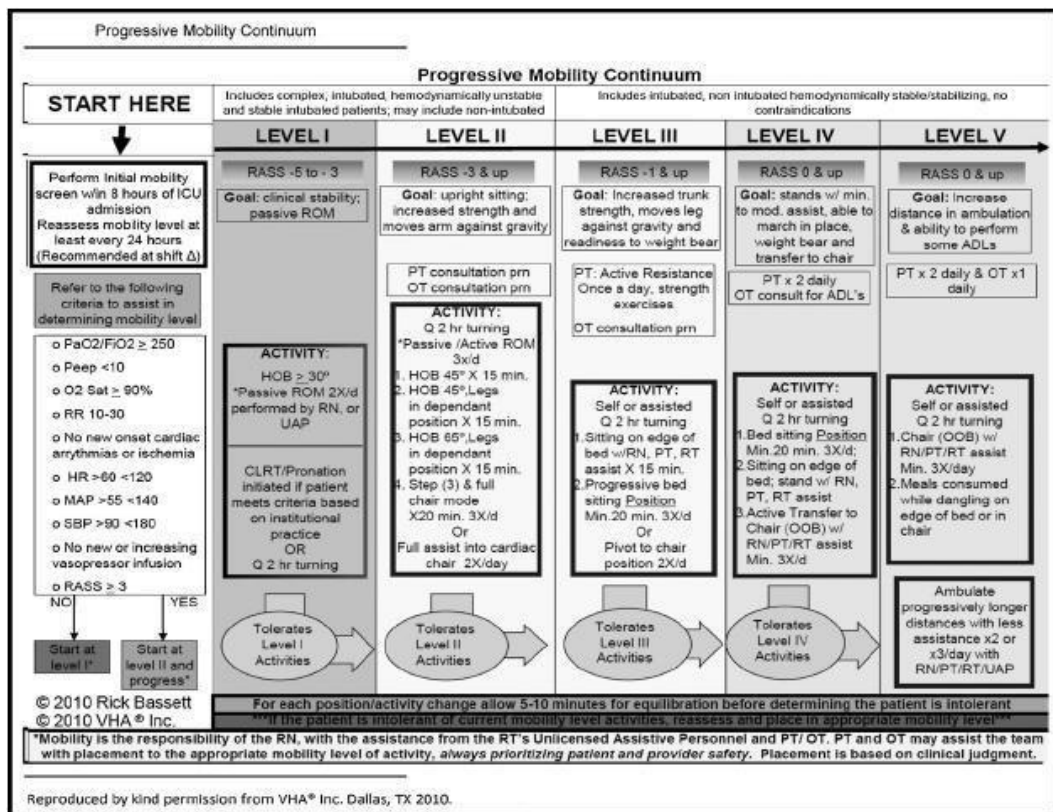 Progressive Mobility Continuum
Progressive Mobility Continuum
START HERE
Includes complex, intubated, hemodynamically unstable
and stable intubated patients; may include non-intubated
Includes intubated, non intubated hemodynamically stable/stabilizing, no
contraindications
LEVEL I
LEVEL II
LEVEL III
LEVEL IV
LEVEL V
Perform Initial mobility
screen w/in 8 hours of ICU
admission
Reassess mobility level at
least every 24 hours
(Recommended at shift Δ)
Refer to the following
criteria to assist in
determining mobility level
o PaO2/FiO2 ≥ 250
o Peep <10
o O2 Sat ≥ 90%
o RR 10-30
o No new onset cardiac
arrythmias or ischemia
o HR >60 <120
o MAP >55 <140
o SBP >90 <180
o No new or increasing
vasopressor infusion
o RASS ≥ 3
NO
YES
Start at
level I*
Start at
level II and
progress*
RASS -5 to - 3
Goal: clinical stability;
passive ROM
ACTIVITY:
HOB ≥ 30º
*Passive ROM 2X/d
performed by RN, or
UAP
CLRT/Pronation
initiated if patient
meets criteria based
on institutional
practice
OR
Q 2 hr turning
Tolerates
Level I
Activities
RASS -3 & up
Goal: upright sitting;
increased strength and
moves arm against gravity
PT consultation prn
OT consultation prn
ACTIVITY:
Q 2 hr turning
*Passive /Active ROM
3x/d
1. HOB 45º X 15 min.
2. HOB 45º,Legs
in dependant
position X 15 min.
3. HOB 65º,Legs
in dependant
position X 15 min.
4. Step (3) & full
chair mode
X20 min. 3X/d
Or
Full assist into cardiac
chair 2X/day
Tolerates
Level II
Activities
RASS -1 & up
Goal: Increased trunk
strength, moves leg
against gravity and
readiness to weight bear
PT: Active Resistance
Once a day, strength
exercises
OT consultation prn
ACTIVITY:
Self or assisted
Q 2 hr turning
1.Sitting on edge of
bed w/RN, PT, RT
assist X 15 min.
2.Progressive bed
sitting Position
Min.20 min. 3X/d
Or
Pivot to chair
position 2X/d
Tolerates
Level III
Activities
RASS 0 & up
Goal: stands w/ min.
to mod. assist, able to
march in place,
weight bear and
transfer to chair
PT x 2 daily
OT consult for ADL's
ACTIVITY:
Self or assisted
Q 2 hr turning
1.Bed sitting Position
Min.20 min. 3X/d;
2.Sitting on edge of
bed; stand w/ RN,
PT, RT assist
3.Active Transfer to
Chair (OOB) w/
RN/PT/RT assist
Min. 3X/d
Tolerates
Level IV
Activities
RASS 0 & up
Goal: Increase
distance in ambulation
& ability to perform
some ADLs
PT x 2 daily & OT x1
daily
ACTIVITY:
Self or assisted
Q 2 hr turning
1.Chair (OOB) w/
RN/PT/RT assist
Min. 3X/day
2.Meals consumed
while dangling on
edge of bed or in
chair
Ambulate
progressively longer
distances with less
assistance x2 or
x3/day with
RN/PT/RT/UAP
© 2010 Rick Bassett
© 2010 VHA® Inc.
For each position/activity change allow 5-10 minutes for equilibration before determining the patient is intolerant
***If the patient is intolerant of current mobility level activities, reassess and place in appropriate mobility level***
*Mobility is the responsibility of the RN, with the assistance from the RT's Unlicensed Assistive Personnel and PT/ OT. PT and OT may assist the team
with placement to the appropriate mobility level of activity, always prioritizing patient and provider safety. Placement is based on clinical judgment.
Reproduced by kind permission from VHA® Inc. Dallas, TX 2010.